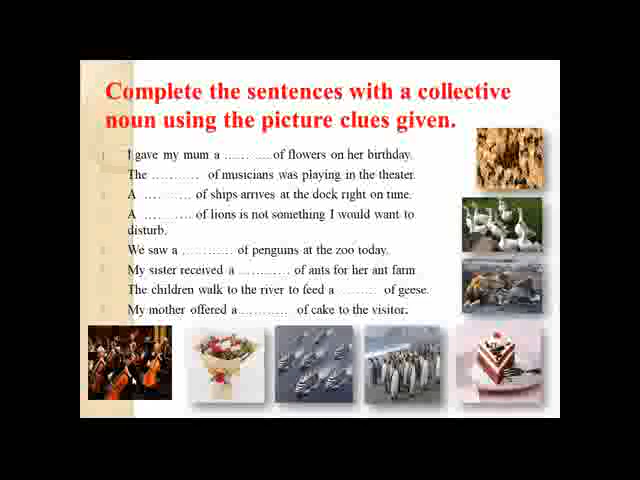 Complete the sentences with a collective
noun using the picture clues given.
I gave my mum a ………… of flowers on her birthday.
The ………… of musicians was playing in the theater.
A ………… of ships arrives at the dock right on time.
A ………… of lions is not something I would want to
disturb.
We saw a ………… of penguins at the zoo today.
My sister received a ………… of ants for her ant farm
The children walk to the river to feed a ……… of geese.
My mother offered a ………… of cake to the visitor.